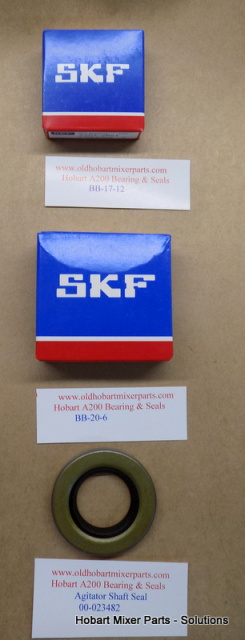 SKF
www.oldhobartmixerparts.com
Hobart A200 Bearing & Seals
BB-17-12
SKF
www.oldhobartmixerparts.com
Hobart A200 Bearing & Seals
BB-20-6
www.oldhobartmixerparts.com
Hobart A200 Bearing & Seals
Agitator Shaft Seal
00-023482
Hobart Mixer Parts - Solutions